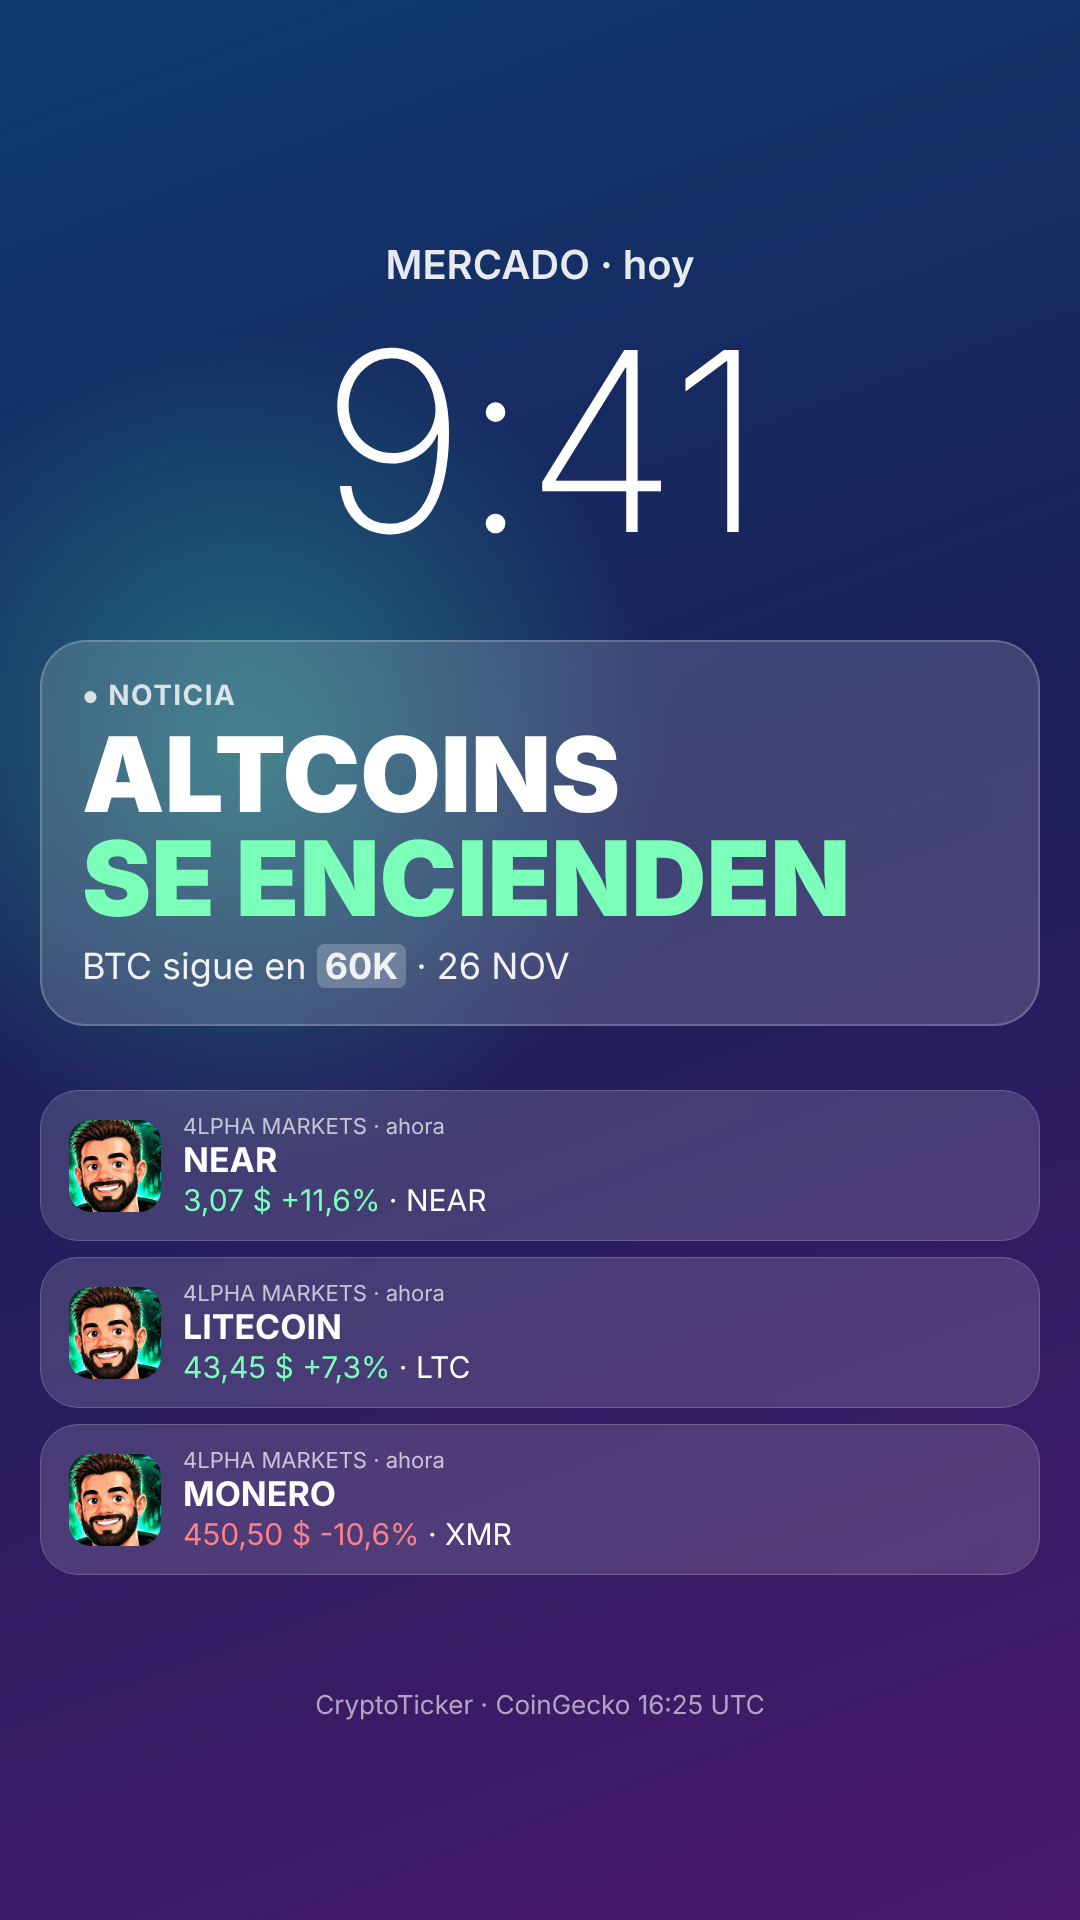 MERCADO · hoy
9:41
● NOTICIA
ALTCOINS
SE ENCIENDEN
BTC sigue en 60K · 26 NOV
4LPHA MARKETS · ahora
NEAR
3,07 $ +11,6% · NEAR
4LPHA MARKETS · ahora
LITECOIN
43,45 $ +7,3% · LTC
4LPHA MARKETS · ahora
MONERO
450,50 $ -10,6% · XMR
CryptoTicker · CoinGecko 16:25 UTC